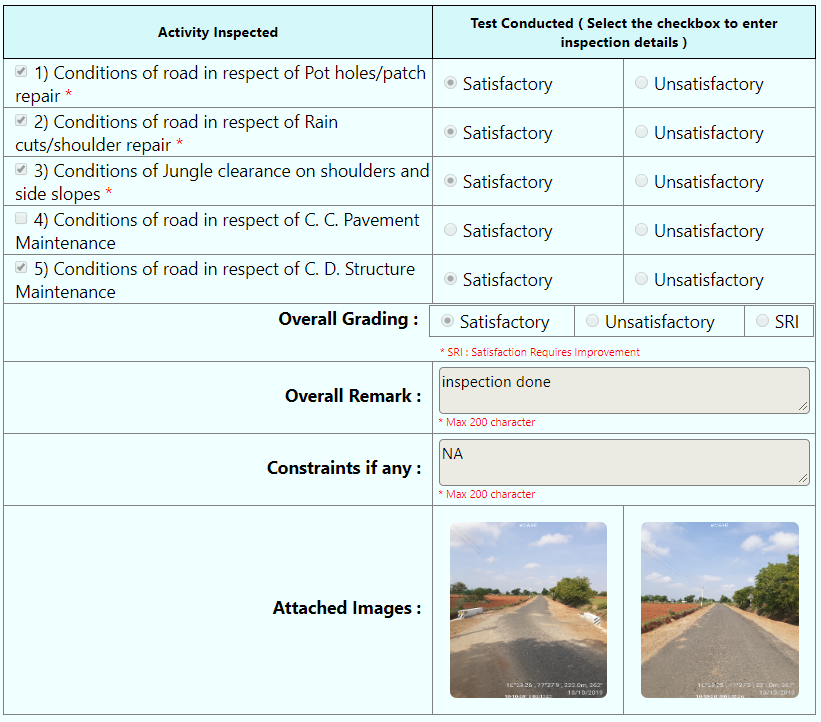 Activity Inspected
Test Conducted ( Select the checkbox to enter
inspection details )
1) Conditions of road in respect of Pot holes/patch
repair *
Satisfactory
Unsatisfactory
2) Conditions of road in respect of Rain
cuts/shoulder repair *
Satisfactory
Unsatisfactory
3) Conditions of Jungle clearance on shoulders and
side slopes *
Satisfactory
Unsatisfactory
4) Conditions of road in respect of C. C. Pavement
Maintenance
Satisfactory
Unsatisfactory
5) Conditions of road in respect of C. D. Structure
Maintenance
Satisfactory
Unsatisfactory
Overall Grading :
Satisfactory
Unsatisfactory
SRI
* SRI : Satisfaction Requires Improvement
Overall Remark :
inspection done
* Max 200 character
Constraints if any :
NA
* Max 200 character
Attached Images :
10/10/2019